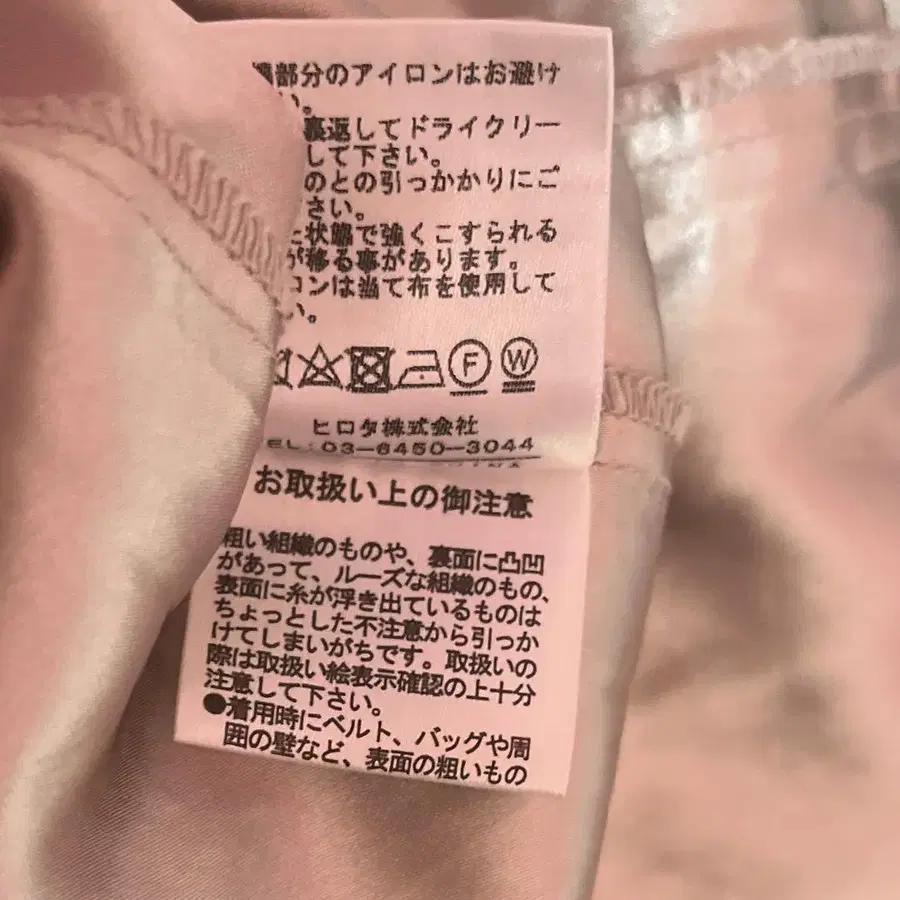 部分のアイロンはお避け
い。
裏返してドライクリー
して下さい。
のとの引っかかりにご
さい。
た状態で強くこすられる
が移る事があります。
ロンは当て布を使用して
い。
F W
ヒロタ株式会社
EL:03-6450-3044
お取扱い上の御注意
粗い組織のものや、裏面に凸凹
があって、ルーズな組織のもの、
表面に糸が浮き出ているものは
ちょっとした不注意から引っか
けてしまいがちです。取扱いの
際は取扱い絵表示確認の上十分
注意して下さい。
●着用時にベルト、バッグや周
囲の壁など、表面の粗いもの